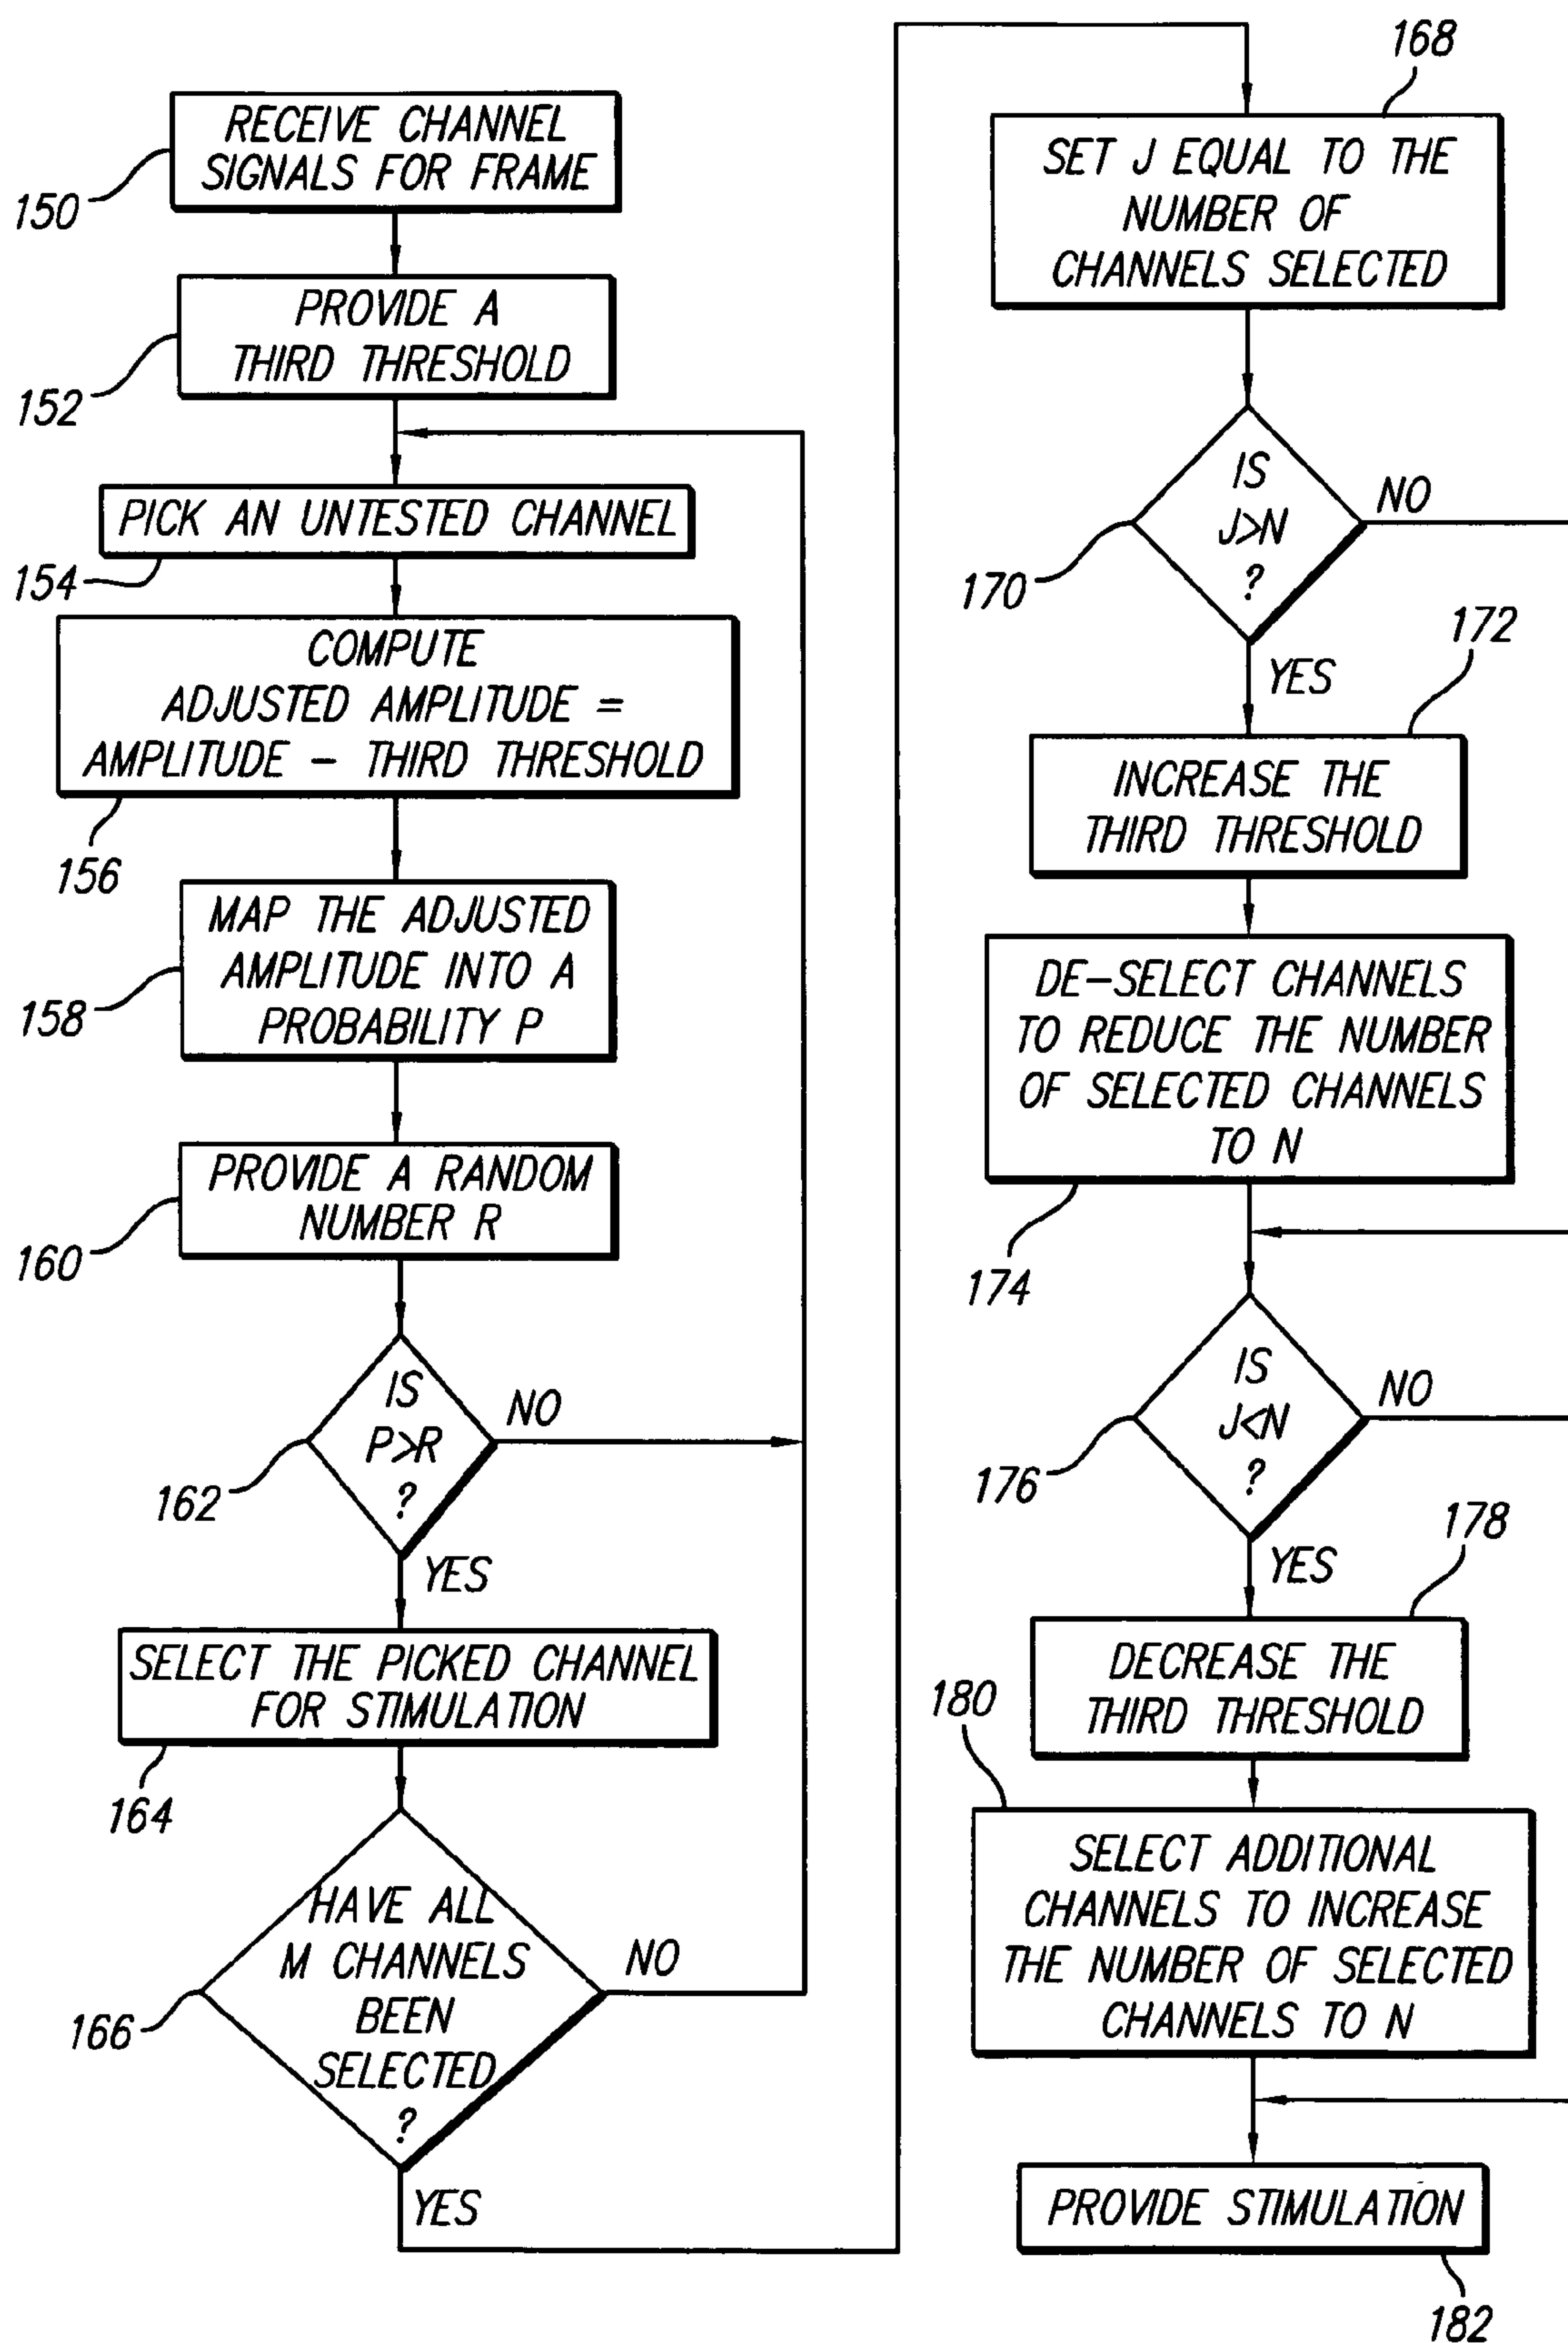 RECEIVE CHANNEL
SIGNALS FOR FRAME
150
PROVIDE A
THIRD THRESHOLD
152
PICK AN UNTESTED CHANNEL
154
COMPUTE
ADJUSTED AMPLITUDE =
AMPLITUDE - THIRD THRESHOLD
156
MAP THE ADJUSTED
AMPLITUDE INTO A
PROBABILITY P
158
PROVIDE A RANDOM
NUMBER R
160
IS
P>R
?
NO
162
YES
SELECT THE PICKED CHANNEL
FOR STIMULATION
164
HAVE ALL
M CHANNELS
BEEN
SELECTED
?
NO
166
YES
168
SET J EQUAL TO THE
NUMBER OF
CHANNELS SELECTED
IS
J>N
?
NO
170
YES
172
INCREASE THE
THIRD THRESHOLD
DE-SELECT CHANNELS
TO REDUCE THE NUMBER
OF SELECTED CHANNELS
TO N
174
IS
J<N
?
NO
176
YES
178
DECREASE THE
THIRD THRESHOLD
180
SELECT ADDITIONAL
CHANNELS TO INCREASE
THE NUMBER OF SELECTED
CHANNELS TO N
PROVIDE STIMULATION
182